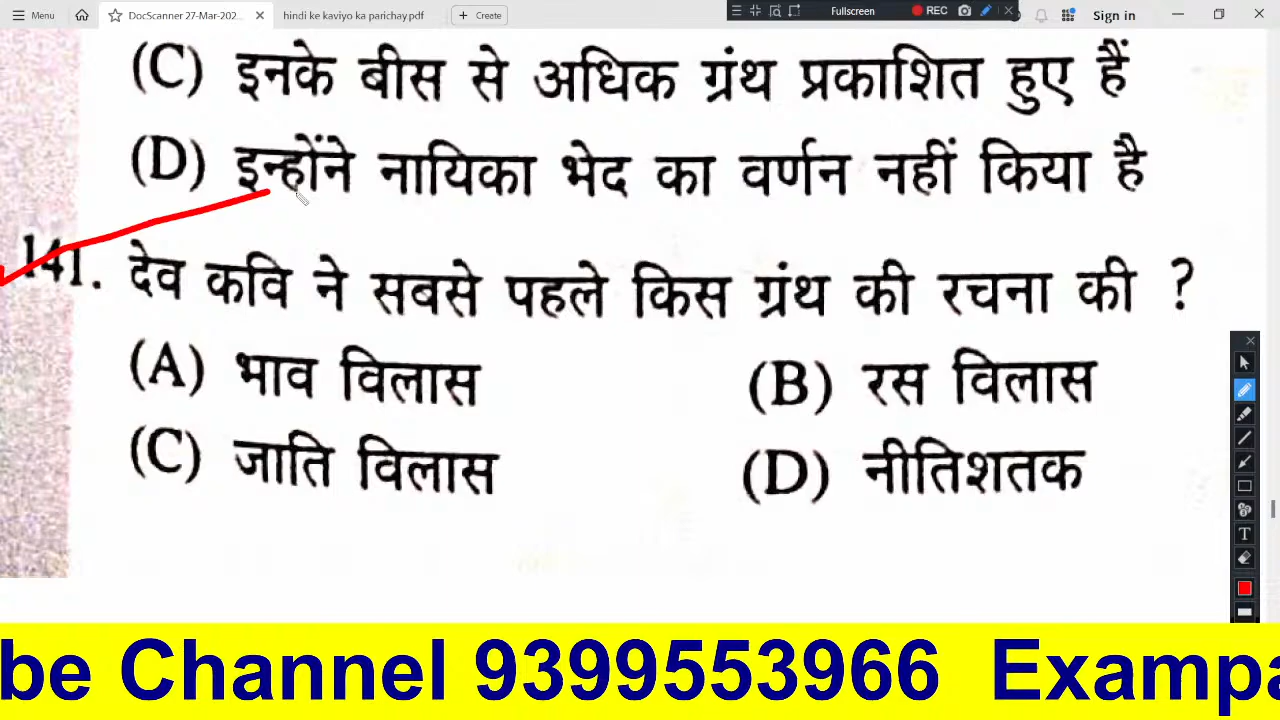 Menu DocScanner 27-Mar-202... hindi ke kaviyo ka parichay.pdf Create Fullscreen REC Sign in
(C) इनके बीस से अधिक ग्रंथ प्रकाशित हुए हैं
(D) इन्होंने नायिका भेद का वर्णन नहीं किया है
141. देव कवि ने सबसे पहले किस ग्रंथ की रचना की ?
(A) भाव विलास (B) रस विलास
(C) जाति विलास (D) नीतिशतक
be Channel 9399553966 Exampa